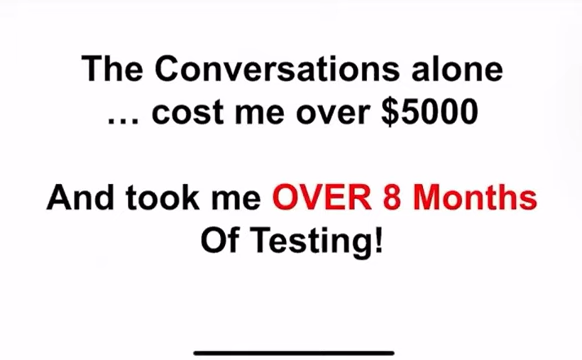 The Conversations alone
… cost me over $5000
And took me OVER 8 Months
Of Testing!